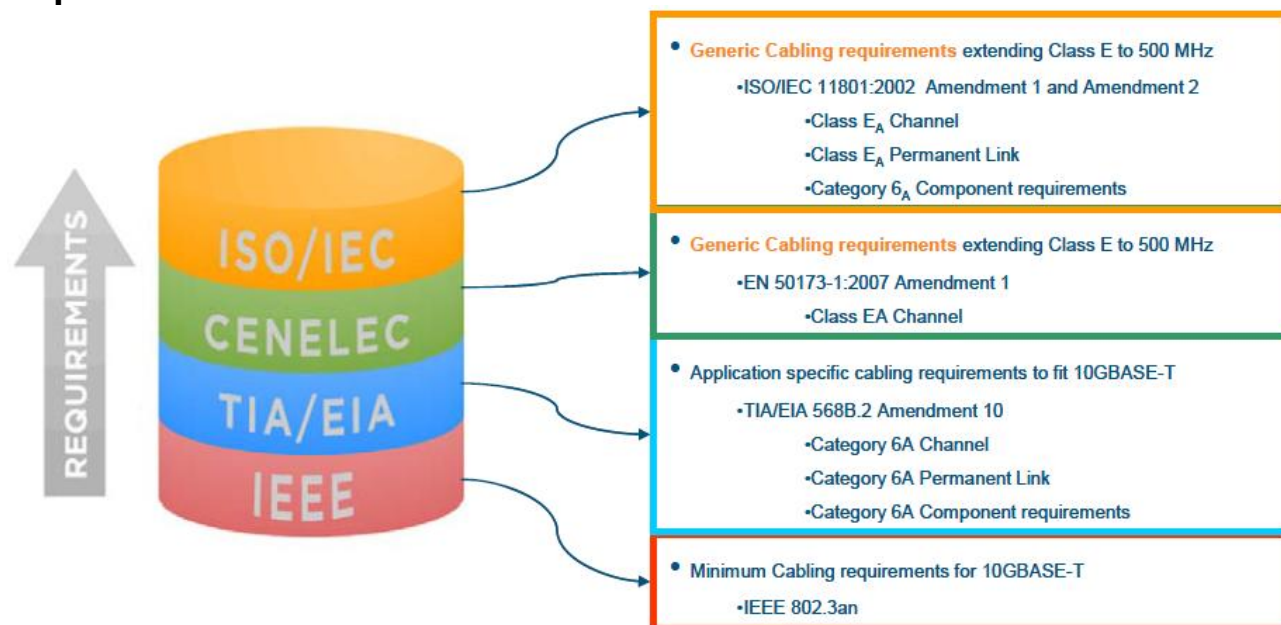 REQUIREMENTS
ISO/IEC
CENELEC
TIA/EIA
IEEE
• Generic Cabling requirements extending Class E to 500 MHz
•ISO/IEC 11801:2002 Amendment 1 and Amendment 2
•Class EA Channel
•Class EA Permanent Link
•Category 6A Component requirements
• Generic Cabling requirements extending Class E to 500 MHz
•EN 50173-1:2007 Amendment 1
•Class EA Channel
• Application specific cabling requirements to fit 10GBASE-T
•TIA/EIA 568B.2 Amendment 10
•Category 6A Channel
•Category 6A Permanent Link
•Category 6A Component requirements
• Minimum Cabling requirements for 10GBASE-T
•IEEE 802.3an